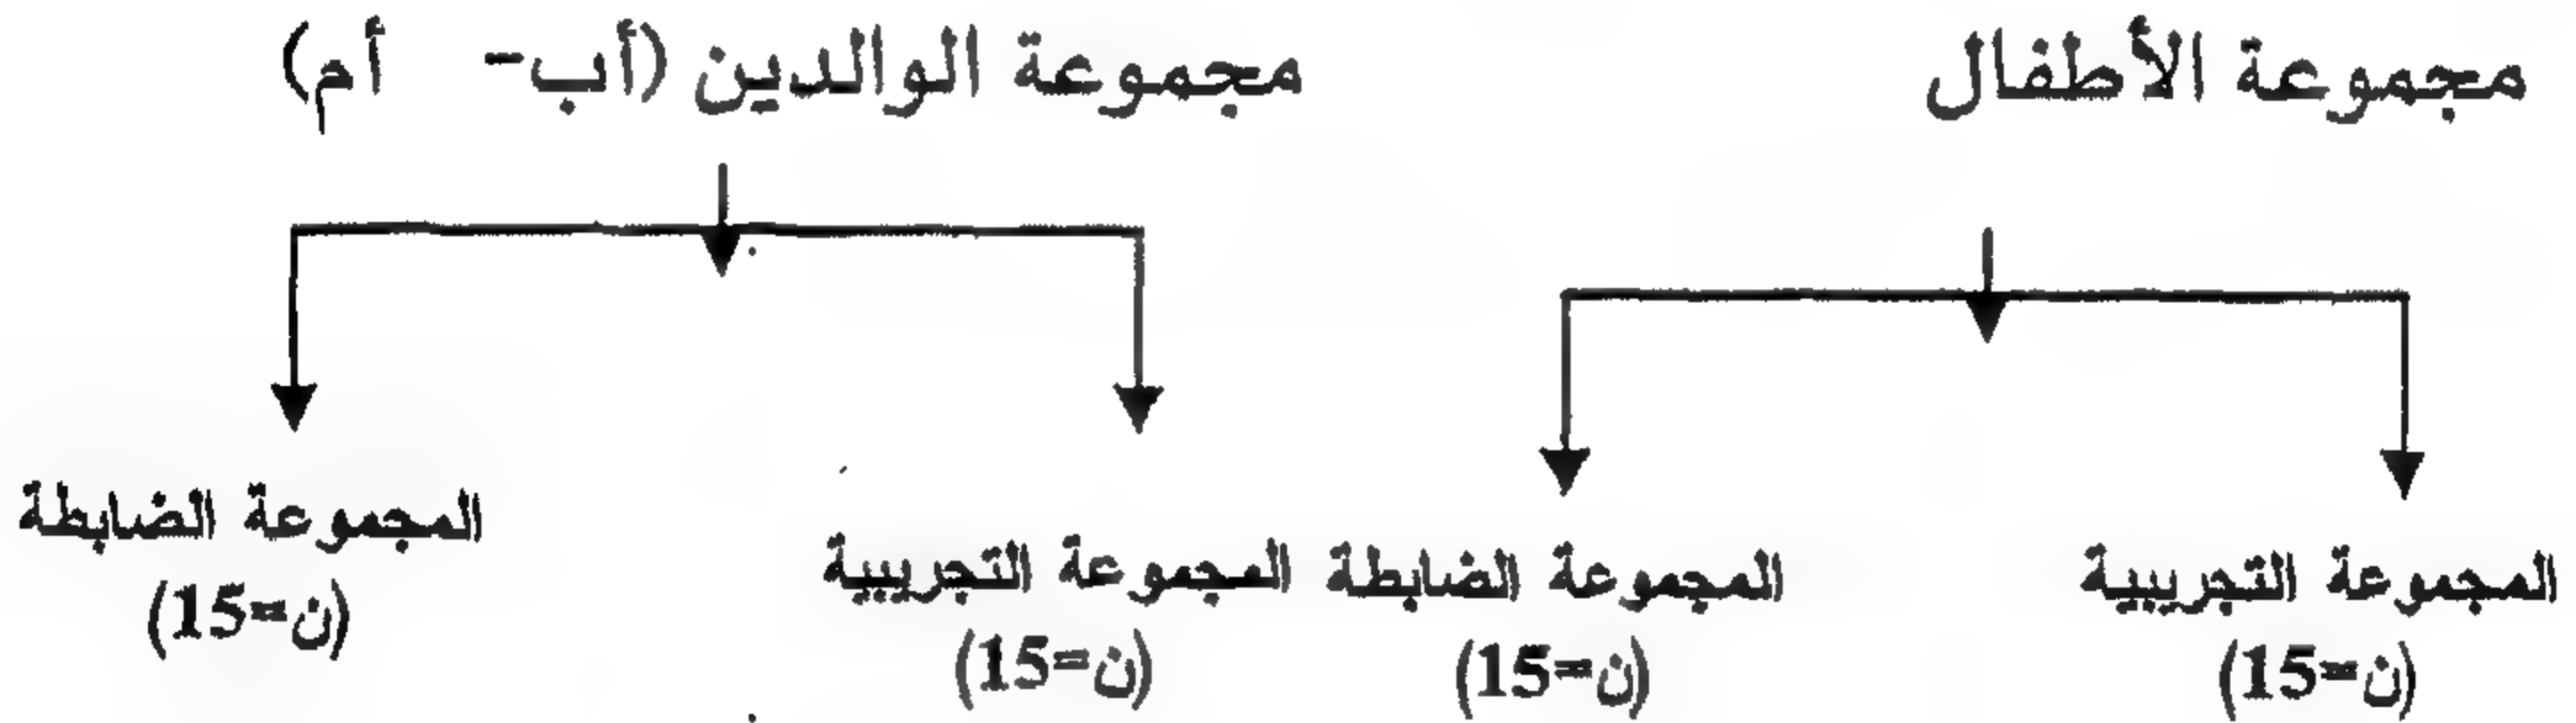 مجموعة الأطفال
مجموعة الوالدين (أب- أم)
المجموعة التجريبية
(ن=15)
المجموعة الضابطة
(ن=15)
المجموعة التجريبية
(ن=15)
المجموعة الضابطة
(ن=15)